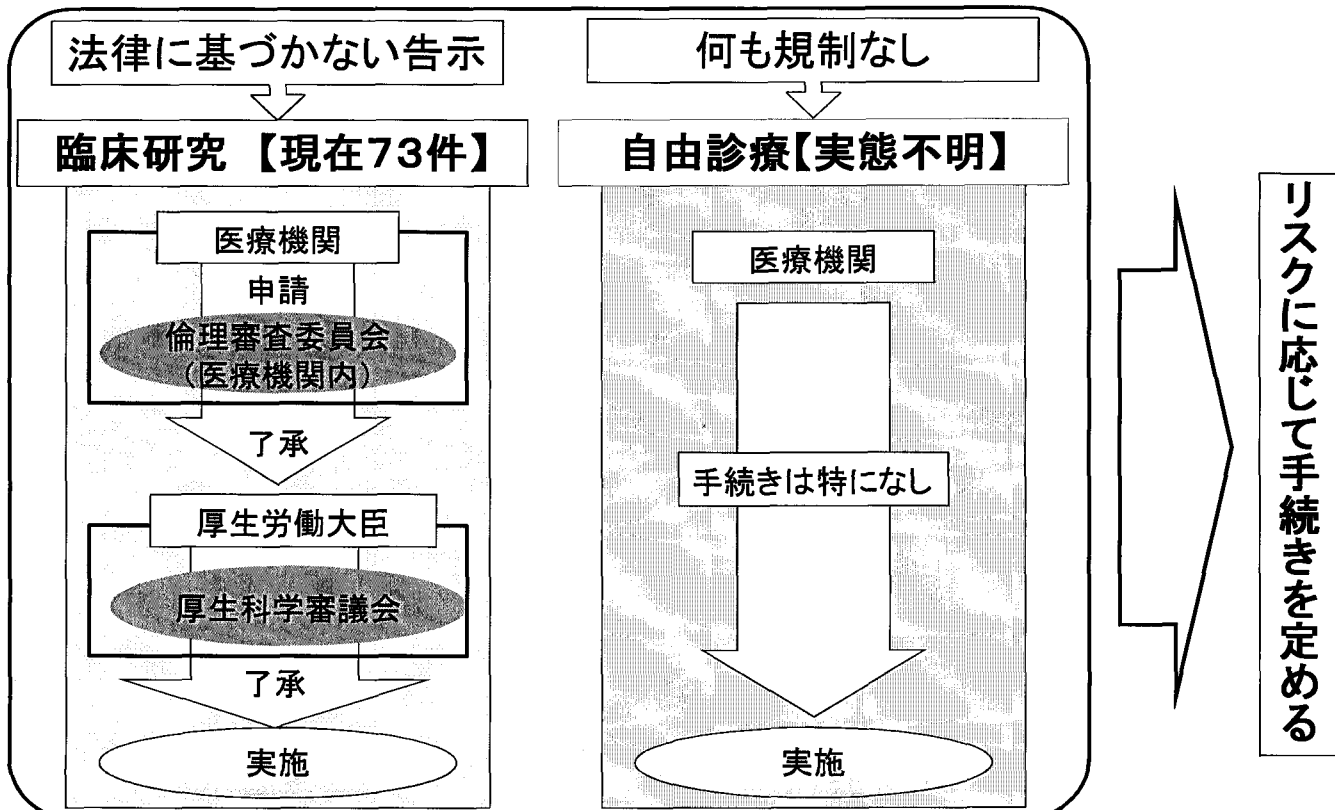 法律に基づかない告示
臨床研究 【現在73件】
医療機関
申請
倫理審査委員会
(医療機関内)
了承
厚生労働大臣
厚生科学審議会
了承
実施
何も規制なし
自由診療【実態不明】
医療機関
手続きは特になし
実施
リスクに応じて手続きを定める